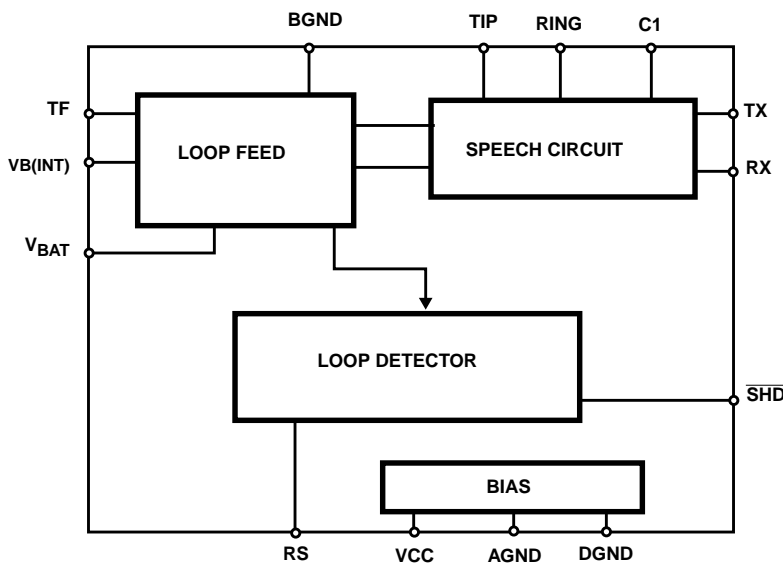 BGND
TIP
RING
C1
TF
LOOP FEED
SPEECH CIRCUIT
TX
VB(INT)
RX
VBAT
LOOP DETECTOR
SHD
BIAS
RS
VCC
AGND
DGND